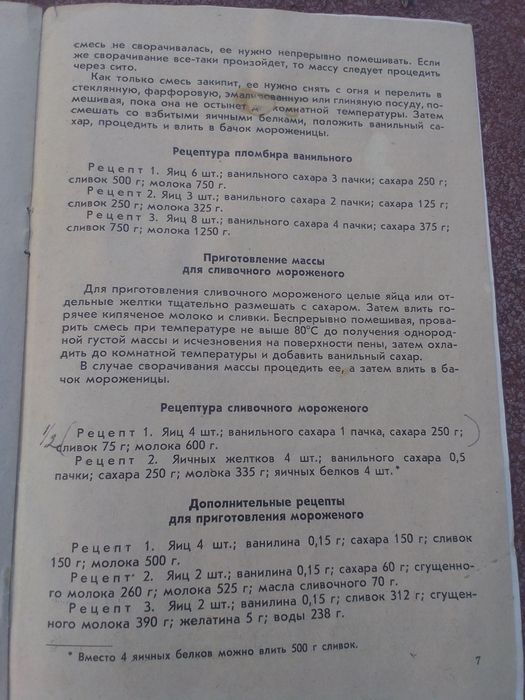 смесь не сворачивалась, ее нужно непрерывно помешивать. Если
же сворачивание все-таки произойдет, то массу следует процедить
через сито.
Как только смесь закипит, ее нужно снять с огня и перелить в
стеклянную, фарфоровую, эмалированную или глиняную посуду, по-
мешивая, пока она не остынет до комнатной температуры. Затем
смешать со взбитыми яичными белками, положить ванильный са-
хар, процедить и влить в бачок мороженицы.
Рецептура пломбира ванильного
Рецепт 1. Яиц 6 шт.; ванильного сахара 3 пачки; сахара 250 г;
сливок 500 г; молока 750 г.
Рецепт 2. Яиц 3 шт.; ванильного сахара 2 пачки; сахара 125 г;
сливок 250 г; молока 325 г.
Рецепт 3. Яиц 8 шт.; ванильного сахара 4 пачки; сахара 375 г;
сливок 750 г; молока 1250 г.
Приготовление массы
для сливочного мороженого
Для приготовления сливочного мороженого целые яйца или от-
дельные желтки тщательно размешать с сахаром. Затем влить го-
рячее кипяченое молоко и сливки. Беспрерывно помешивая, прова-
рить смесь при температуре не выше 80°С до получения однород-
ной густой массы и исчезновения на поверхности пены, затем охла-
дить до комнатной температуры и добавить ванильный сахар.
В случае сворачивания массы процедить ее, а затем влить в ба-
чок мороженицы.
Рецептура сливочного мороженого
1/2 (Рецепт 1. Яиц 4 шт.; ванильного сахара 1 пачка, сахара 250 г;)
сливок 75 г; молока 600 г.
Рецепт 2. Яичных желтков 4 шт.; ванильного сахара 0,5
пачки; сахара 250 г; молока 335 г; яичных белков 4 шт.*
Дополнительные рецепты
для приготовления мороженого
Рецепт 1. Яиц 4 шт.; ванилина 0,15 г; сахара 150 г; сливок
150 г; молока 500 г.
Рецепт 2. Яиц 2 шт.; ванилина 0,15 г; сахара 60 г; сгущенно-
го молока 260 г; молока 525 г; масла сливочного 70 г.
Рецепт 3. Яиц 2 шт.; ванилина 0,15 г; сливок 312 г; сгущен-
ного молока 390 г; желатина 5 г; воды 238 г.
* Вместо 4 яичных белков можно влить 500 г сливок.
7